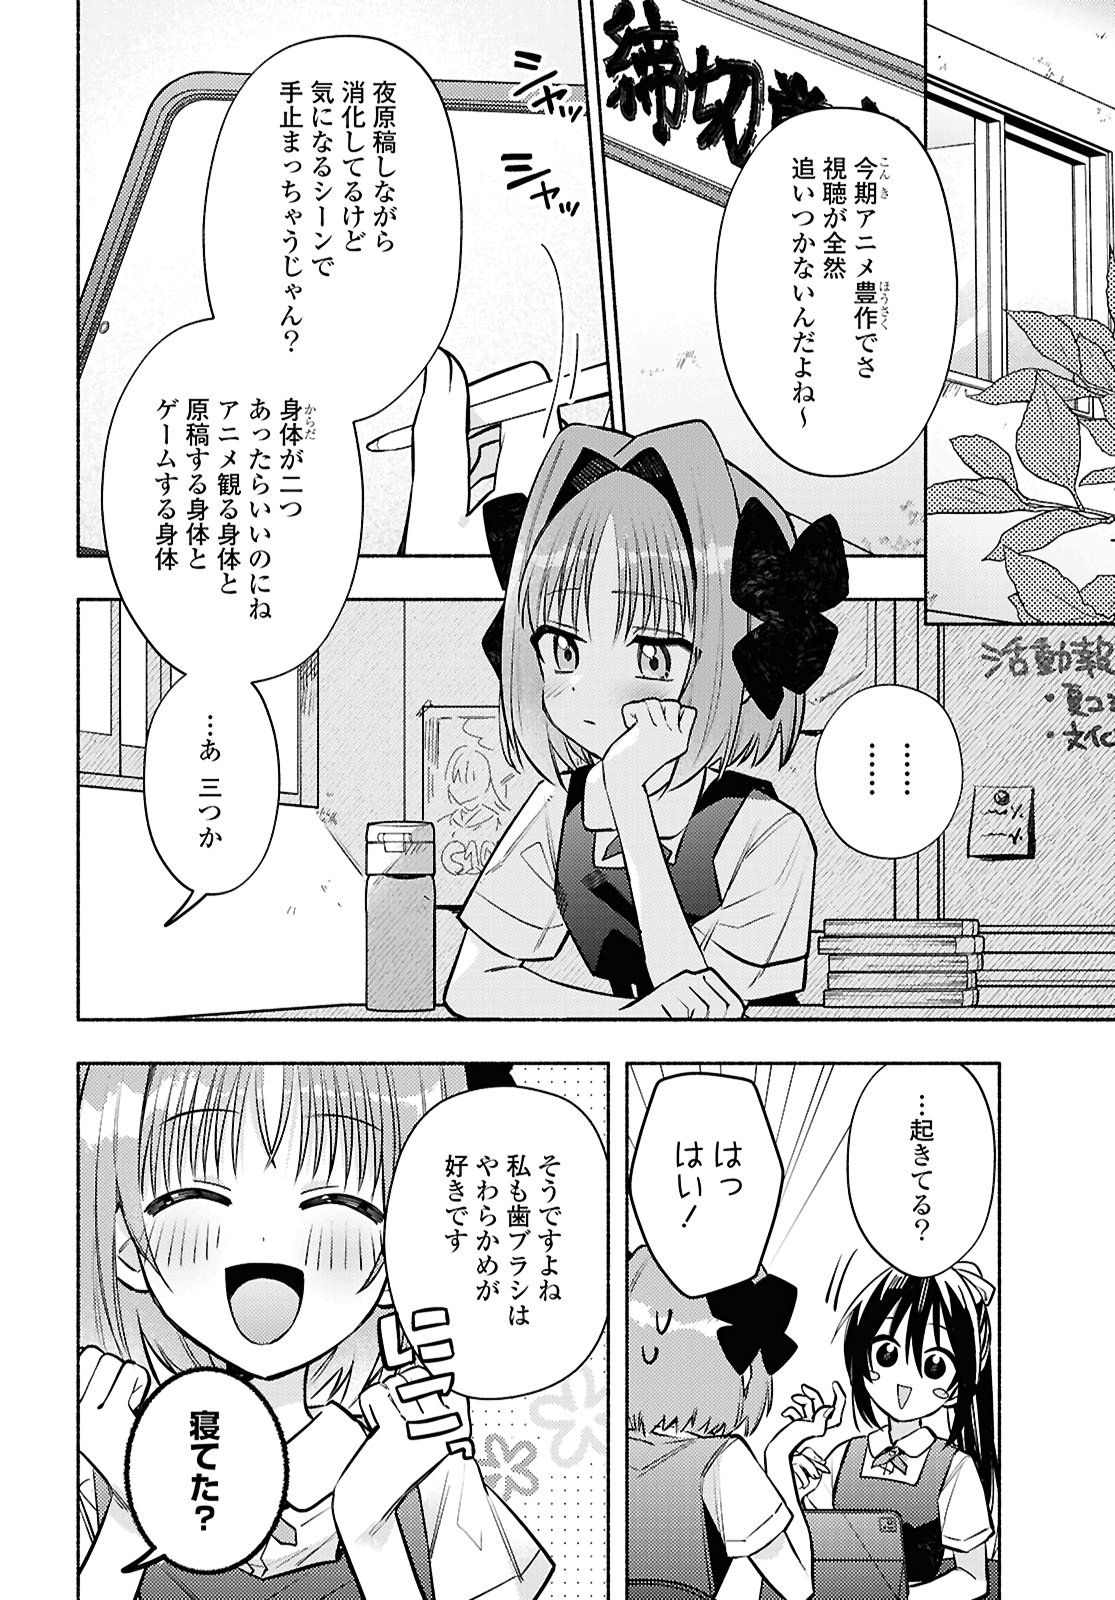 締切
今期アニメ豊作でさ
視聴が全然
追いつかないんだよね〜
シャッ
シャッ
夜原稿しながら
消化してるけど
気になるシーンで
手止まっちゃうじゃん?
身体が二つ
あったらいいのにね
アニメ観る身体と
原稿する身体と
ゲームする身体
…あ 三つか
活動報
・夏コミ
・文化
……
……
…起きてる?
はっ
はい!
そうですよね
私も歯ブラシは
やわらかめが
好きです
ニコニコッ
寝てた?